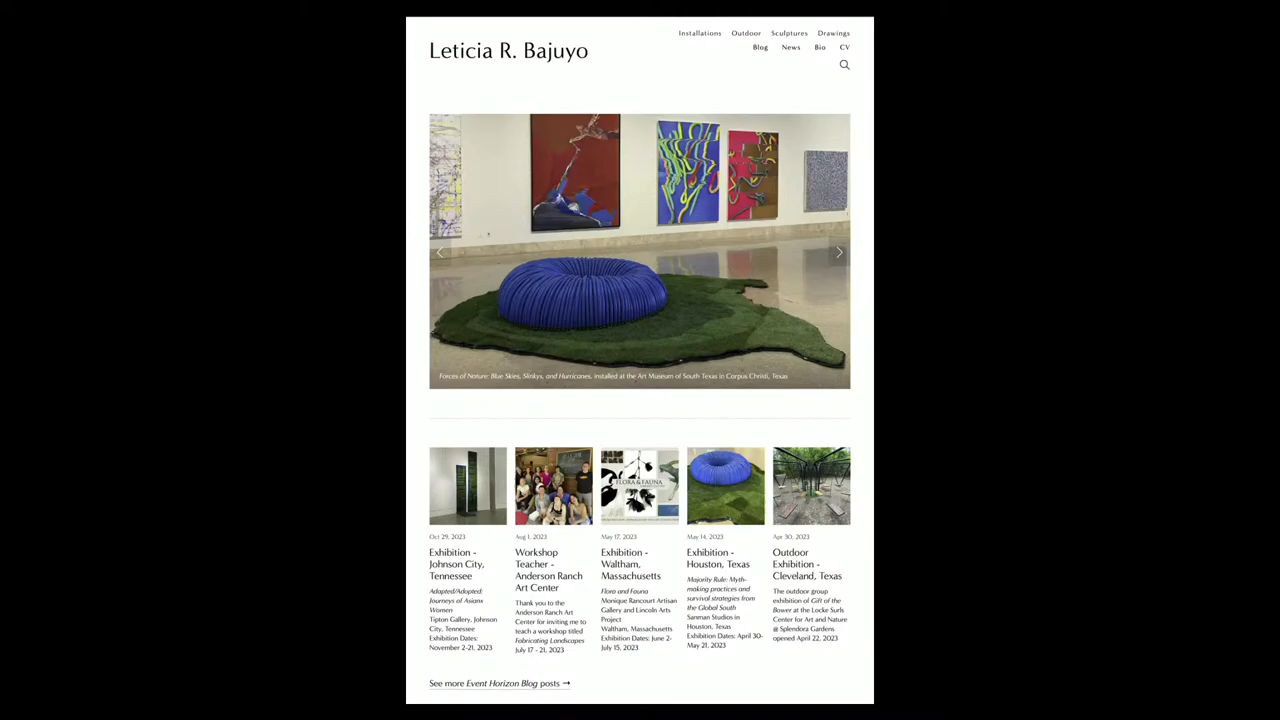 Leticia R. Bajuyo
Installations Outdoor Sculptures Drawings
Blog News Bio CV
Forces of Nature: Blue Skies, Slinkys, and Hurricanes, installed at the Art Museum of South Texas in Corpus Christi, Texas
FLORA & FAUNA
Oct 29, 2023
Exhibition -
Johnson City,
Tennessee
Adapted/Adopted:
Journeys of Asianx
Women
Tipton Gallery, Johnson
City, Tennessee
Exhibition Dates:
November 2-21, 2023
Aug 1, 2023
Workshop
Teacher -
Anderson Ranch
Art Center
Thank you to the
Anderson Ranch Art
Center for inviting me to
teach a workshop titled
Fabricating Landscapes
July 17 - 21, 2023
May 17, 2023
Exhibition -
Waltham,
Massachusetts
Flora and Fauna
Monique Rancourt Artisan
Gallery and Lincoln Arts
Project
Waltham, Massachusetts
Exhibition Dates: June 2-
July 15, 2023
May 14, 2023
Exhibition -
Houston, Texas
Majority Rule: Myth-
making practices and
survival strategies from
the Global South
Sanman Studios in
Houston, Texas
Exhibition Dates: April 30-
May 21, 2023
Apr 30, 2023
Outdoor
Exhibition -
Cleveland, Texas
The outdoor group
exhibition of Gift of the
Bower at the Locke Surls
Center for Art and Nature
@ Splendora Gardens
opened April 22, 2023
See more Event Horizon Blog posts →